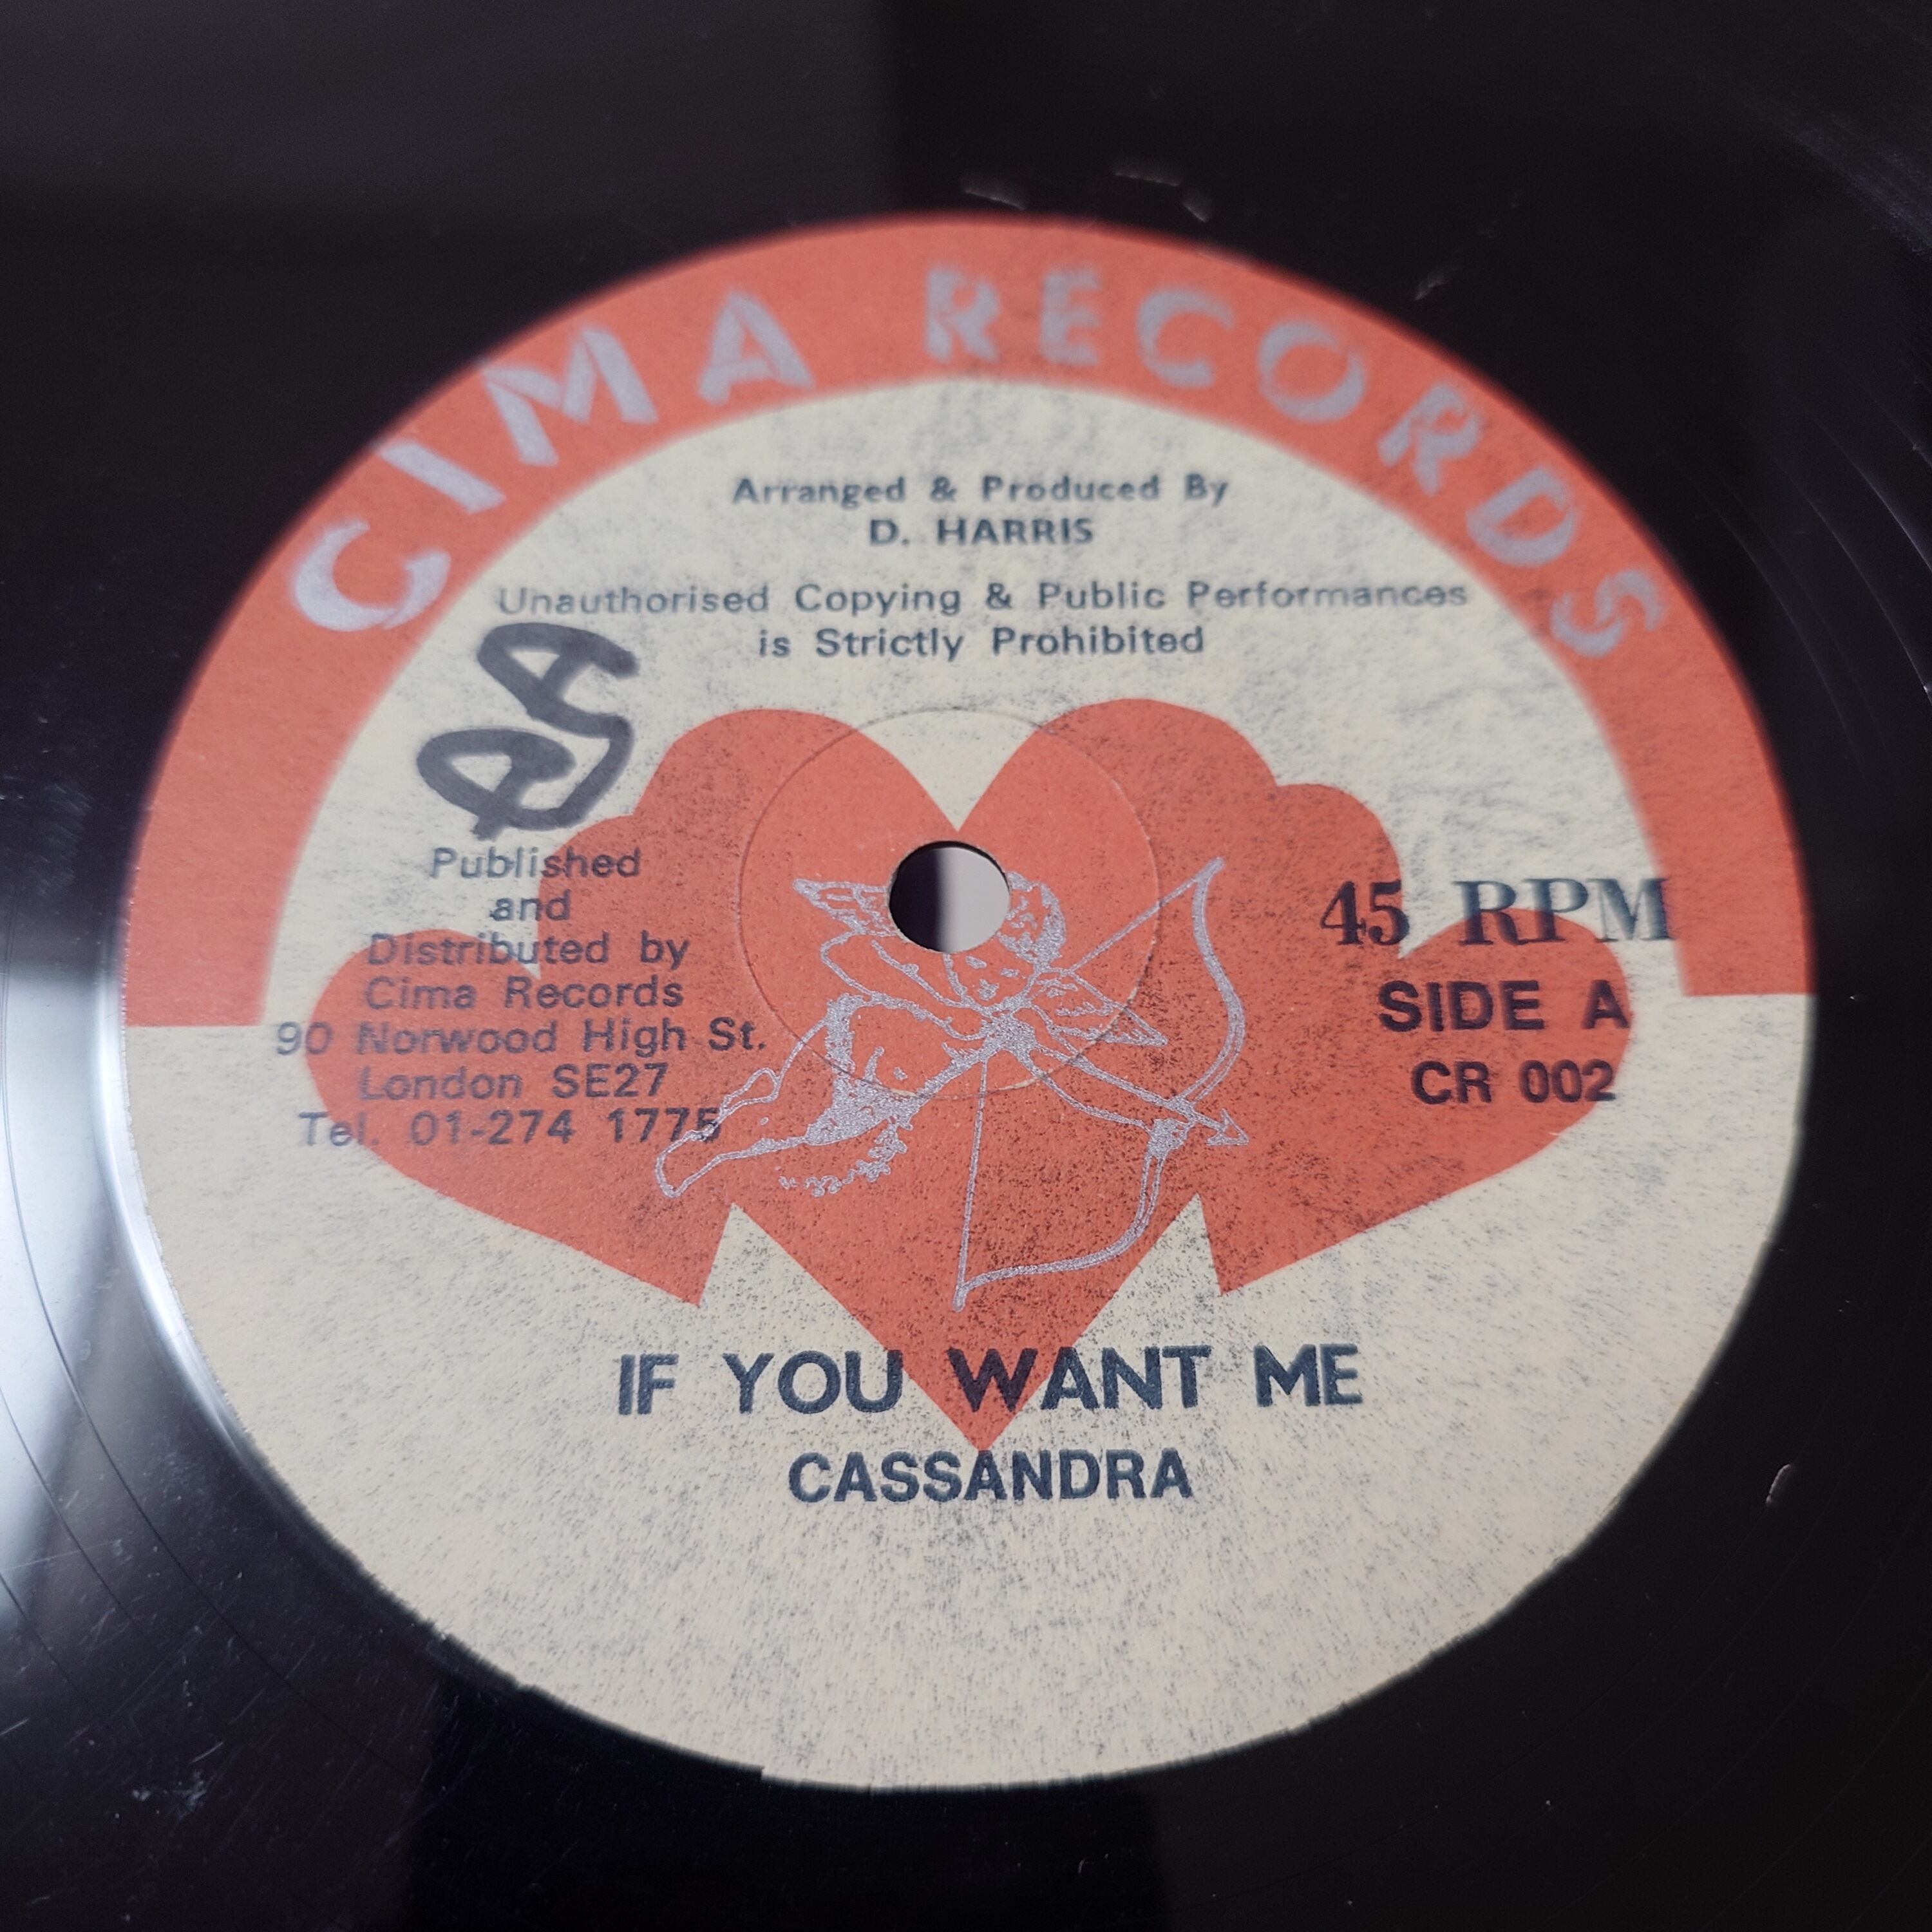 CIMA RECORDS
Arranged & Produced By
D. HARRIS
Unauthorised Copying & Public Performances
is Strictly Prohibited
Published
and
Distributed by
Cima Records
90 Norwood High St.
London SE27
Tel. 01-274 1775
45 RPM
SIDE A
CR 002
IF YOU WANT ME
CASSANDRA